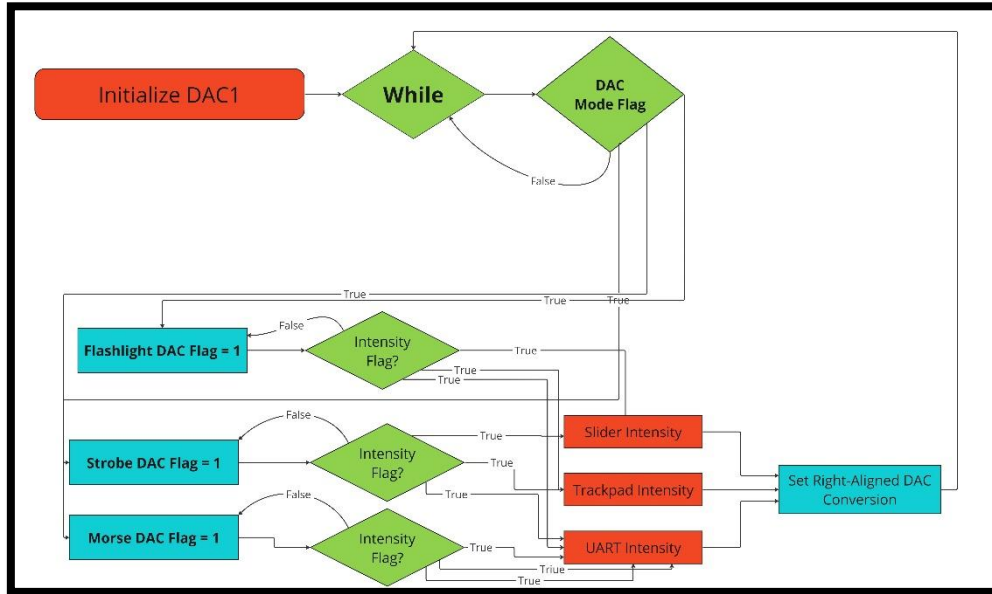 Initialize DAC1
While
DAC
Mode Flag
False
True
True
True
Flashlight DAC Flag = 1
False
Intensity
Flag?
True
True
True
Strobe DAC Flag = 1
False
Intensity
Flag?
True
True
True
Slider Intensity
Trackpad Intensity
UART Intensity
Set Right-Aligned DAC
Conversion
Morse DAC Flag = 1
False
Intensity
Flag?
True
Triue
True